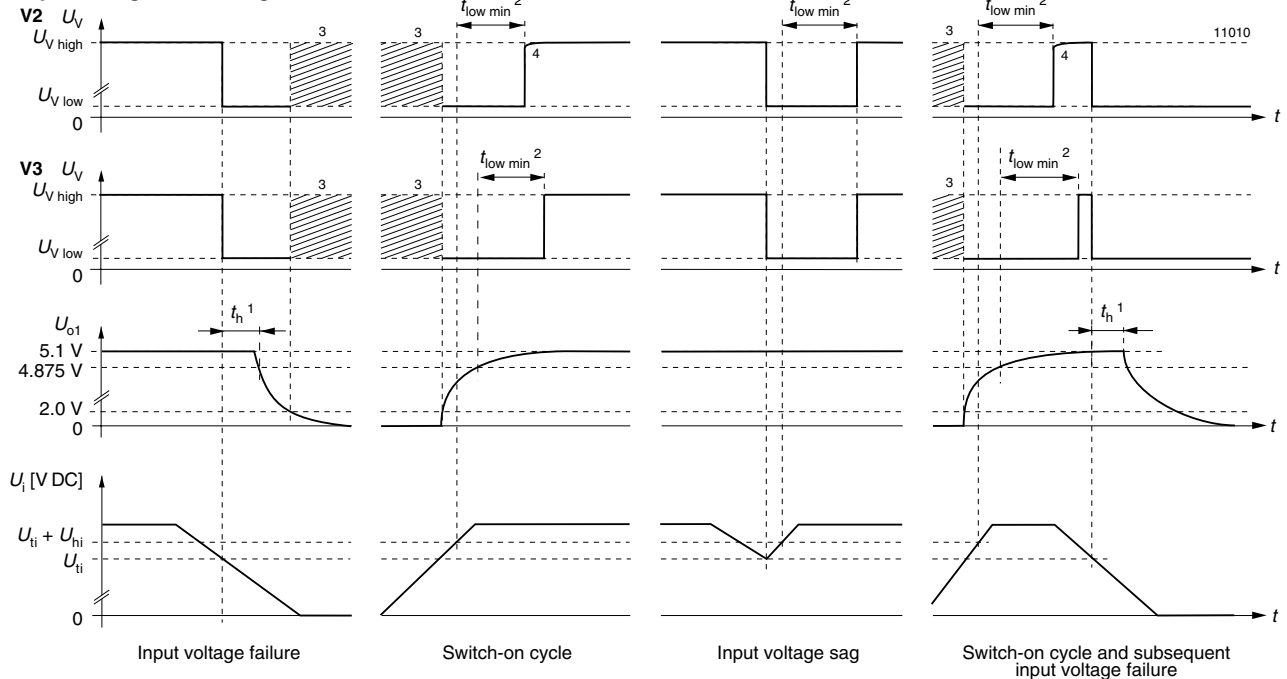 V2 U_V
t_low min 2
t_low min 2
t_low min 2
U_V high
3
3
4
3
4
11010
U_V low
0
t
V3 U_V
t_low min 2
t_low min 2
U_V high
3
3
3
U_V low
0
t
U_o1
t_h 1
t_h 1
5.1 V
4.875 V
2.0 V
0
t
U_i [V DC]
U_ti + U_hi
U_ti
0
t
Input voltage failure
Switch-on cycle
Input voltage sag
Switch-on cycle and subsequent
input voltage failure